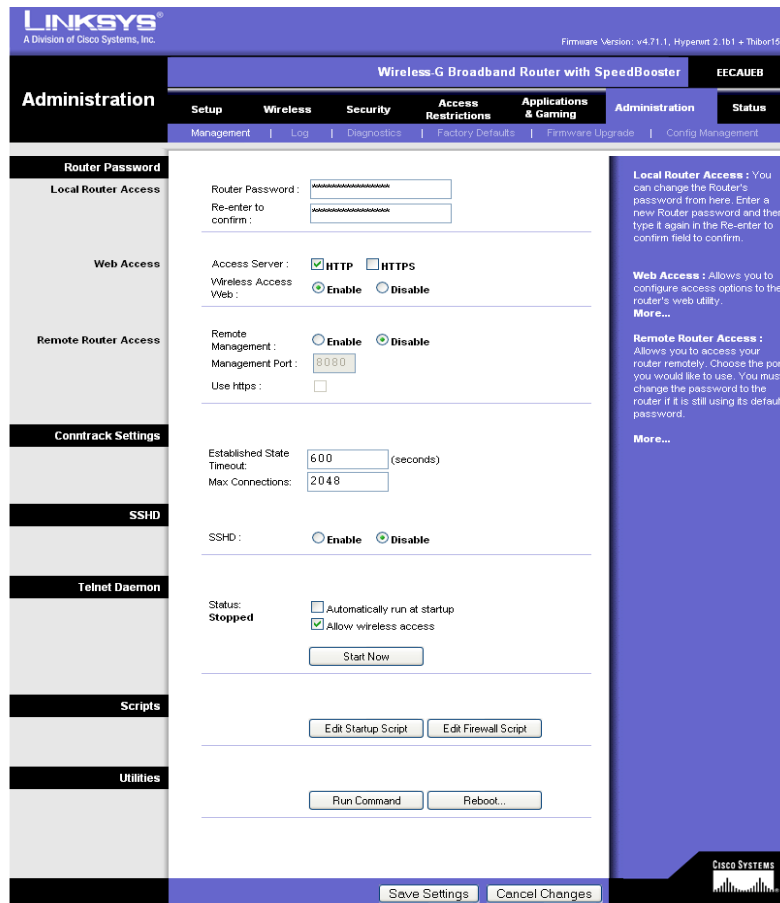 LINKSYS®
A Division of Cisco Systems, Inc.
Firmware Version: v4.71.1, Hyperwrt 2.1b1 + Thibor15
Wireless-G Broadband Router with SpeedBooster
EECAUEB
Administration
Setup
Wireless
Security
Access Restrictions
Applications & Gaming
Administration
Status
Management | Log | Diagnostics | Factory Defaults | Firmware Upgrade | Config Management
Router Password
Local Router Access
Router Password :
Re-enter to
confirm :
Web Access
Access Server : HTTP HTTPS
Wireless Access
Web : Enable Disable
Remote Router Access
Remote
Management : Enable Disable
Management Port : 8080
Use https :
Conntrack Settings
Established State
Timeout: 600 (seconds)
Max Connections: 2048
SSHD
SSHD : Enable Disable
Telnet Daemon
Status:
Stopped
Automatically run at startup
Allow wireless access
Start Now
Scripts
Edit Startup Script Edit Firewall Script
Utilities
Run Command Reboot...
Local Router Access : You
can change the Router's
password from here. Enter a
new Router password and then
type it again in the Re-enter to
confirm field to confirm.
Web Access : Allows you to
configure access options to the
router's web utility.
More...
Remote Router Access :
Allows you to access your
router remotely. Choose the por
you would like to use. You mus
change the password to the
router if it is still using its defaul
password.
More...
CISCO SYSTEMS
Save Settings Cancel Changes